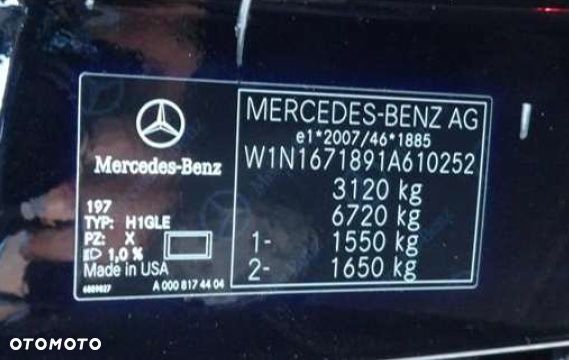 Mercedes-Benz
197
TYP: H1GLE
PZ: X
1,0 %
Made in USA
A 000 817 44 04
MERCEDES-BENZ AG
e1*2007/46*1885
W1N1671891A610252
3120 kg
6720 kg
1- 1550 kg
2- 1650 kg
OTOMOTO